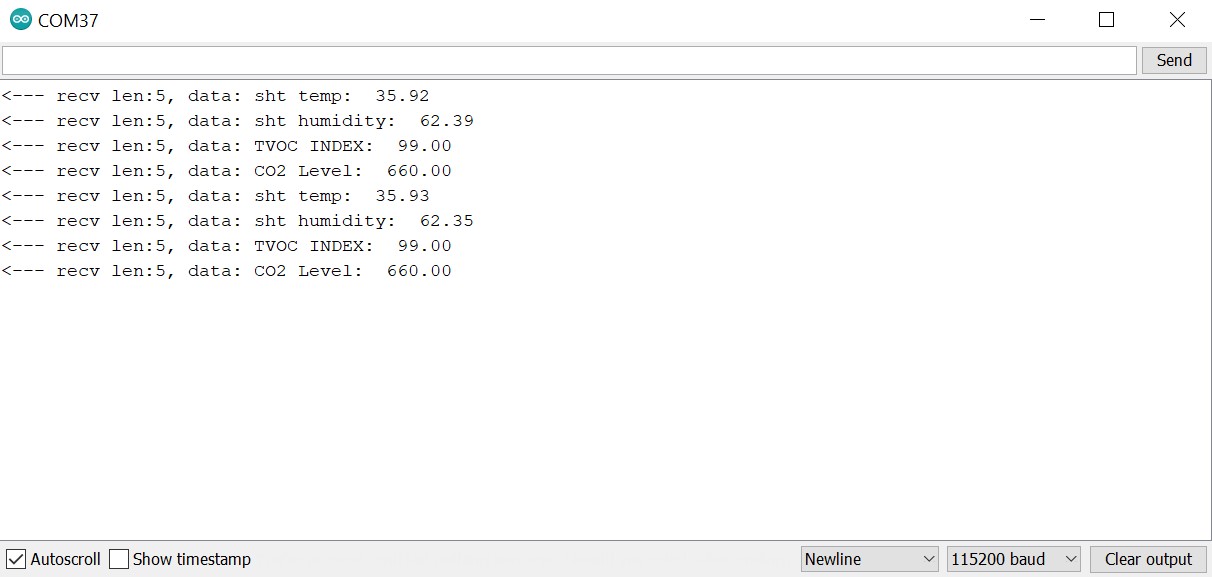 COM37
Send
<--- recv len:5, data: sht temp:  35.92
<--- recv len:5, data: sht humidity:  62.39
<--- recv len:5, data: TVOC INDEX:  99.00
<--- recv len:5, data: CO2 Level:  660.00
<--- recv len:5, data: sht temp:  35.93
<--- recv len:5, data: sht humidity:  62.35
<--- recv len:5, data: TVOC INDEX:  99.00
<--- recv len:5, data: CO2 Level:  660.00
Autoscroll Show timestamp Newline 115200 baud Clear output